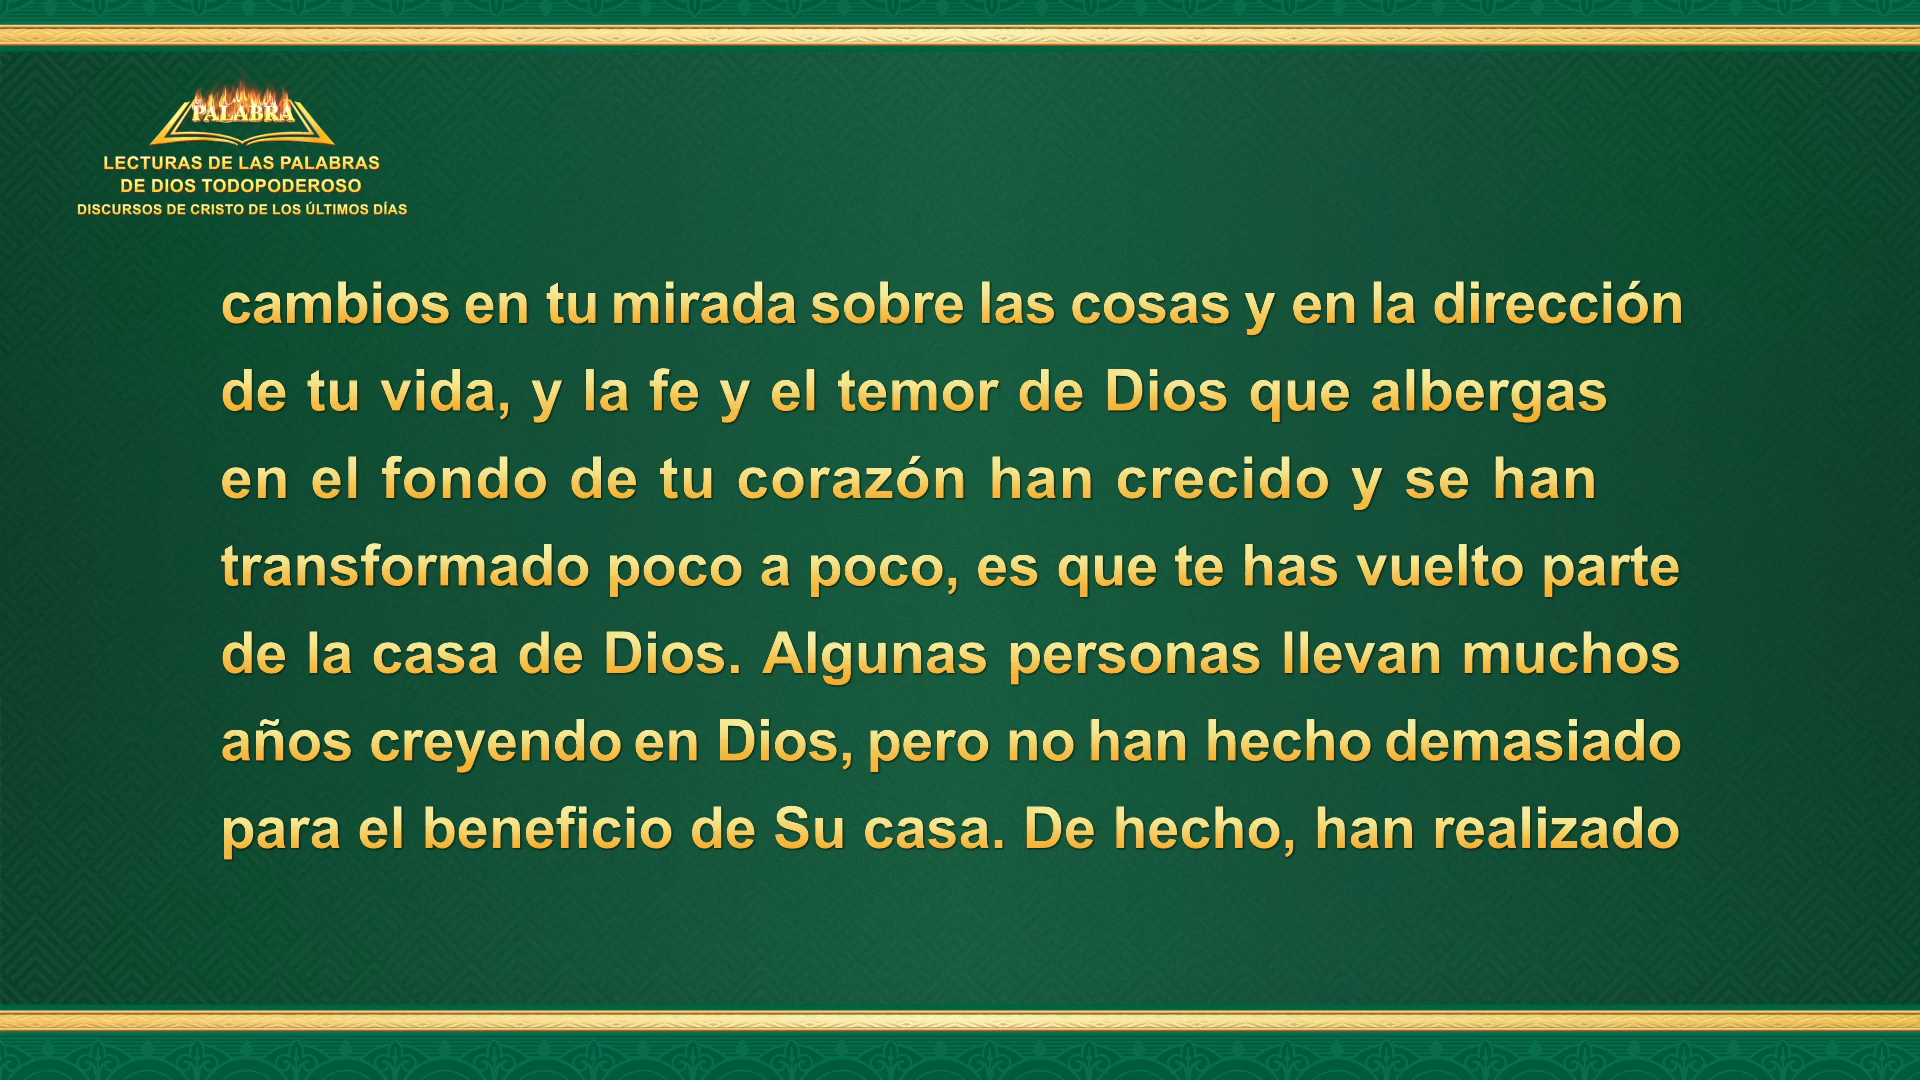 PALABRA
LECTURAS DE LAS PALABRAS
DE DIOS TODOPODEROSO
DISCURSOS DE CRISTO DE LOS ÚLTIMOS DÍAS
cambios en tu mirada sobre las cosas y en la dirección
de tu vida, y la fe y el temor de Dios que albergas
en el fondo de tu corazón han crecido y se han
transformado poco a poco, es que te has vuelto parte
de la casa de Dios. Algunas personas llevan muchos
años creyendo en Dios, pero no han hecho demasiado
para el beneficio de Su casa. De hecho, han realizado